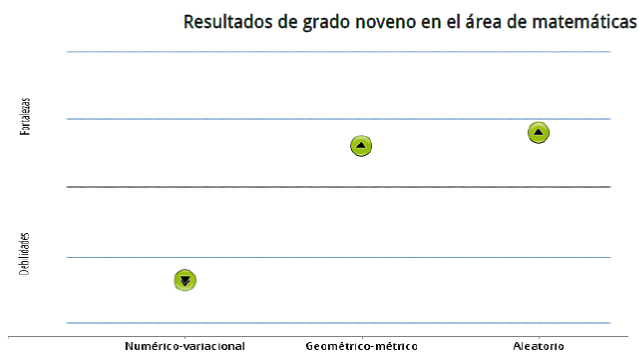 Resultados de grado noveno en el área de matemáticas
Fortalezas
Debilidades
Numérico-variacional Geométrico-métrico Aleatorio